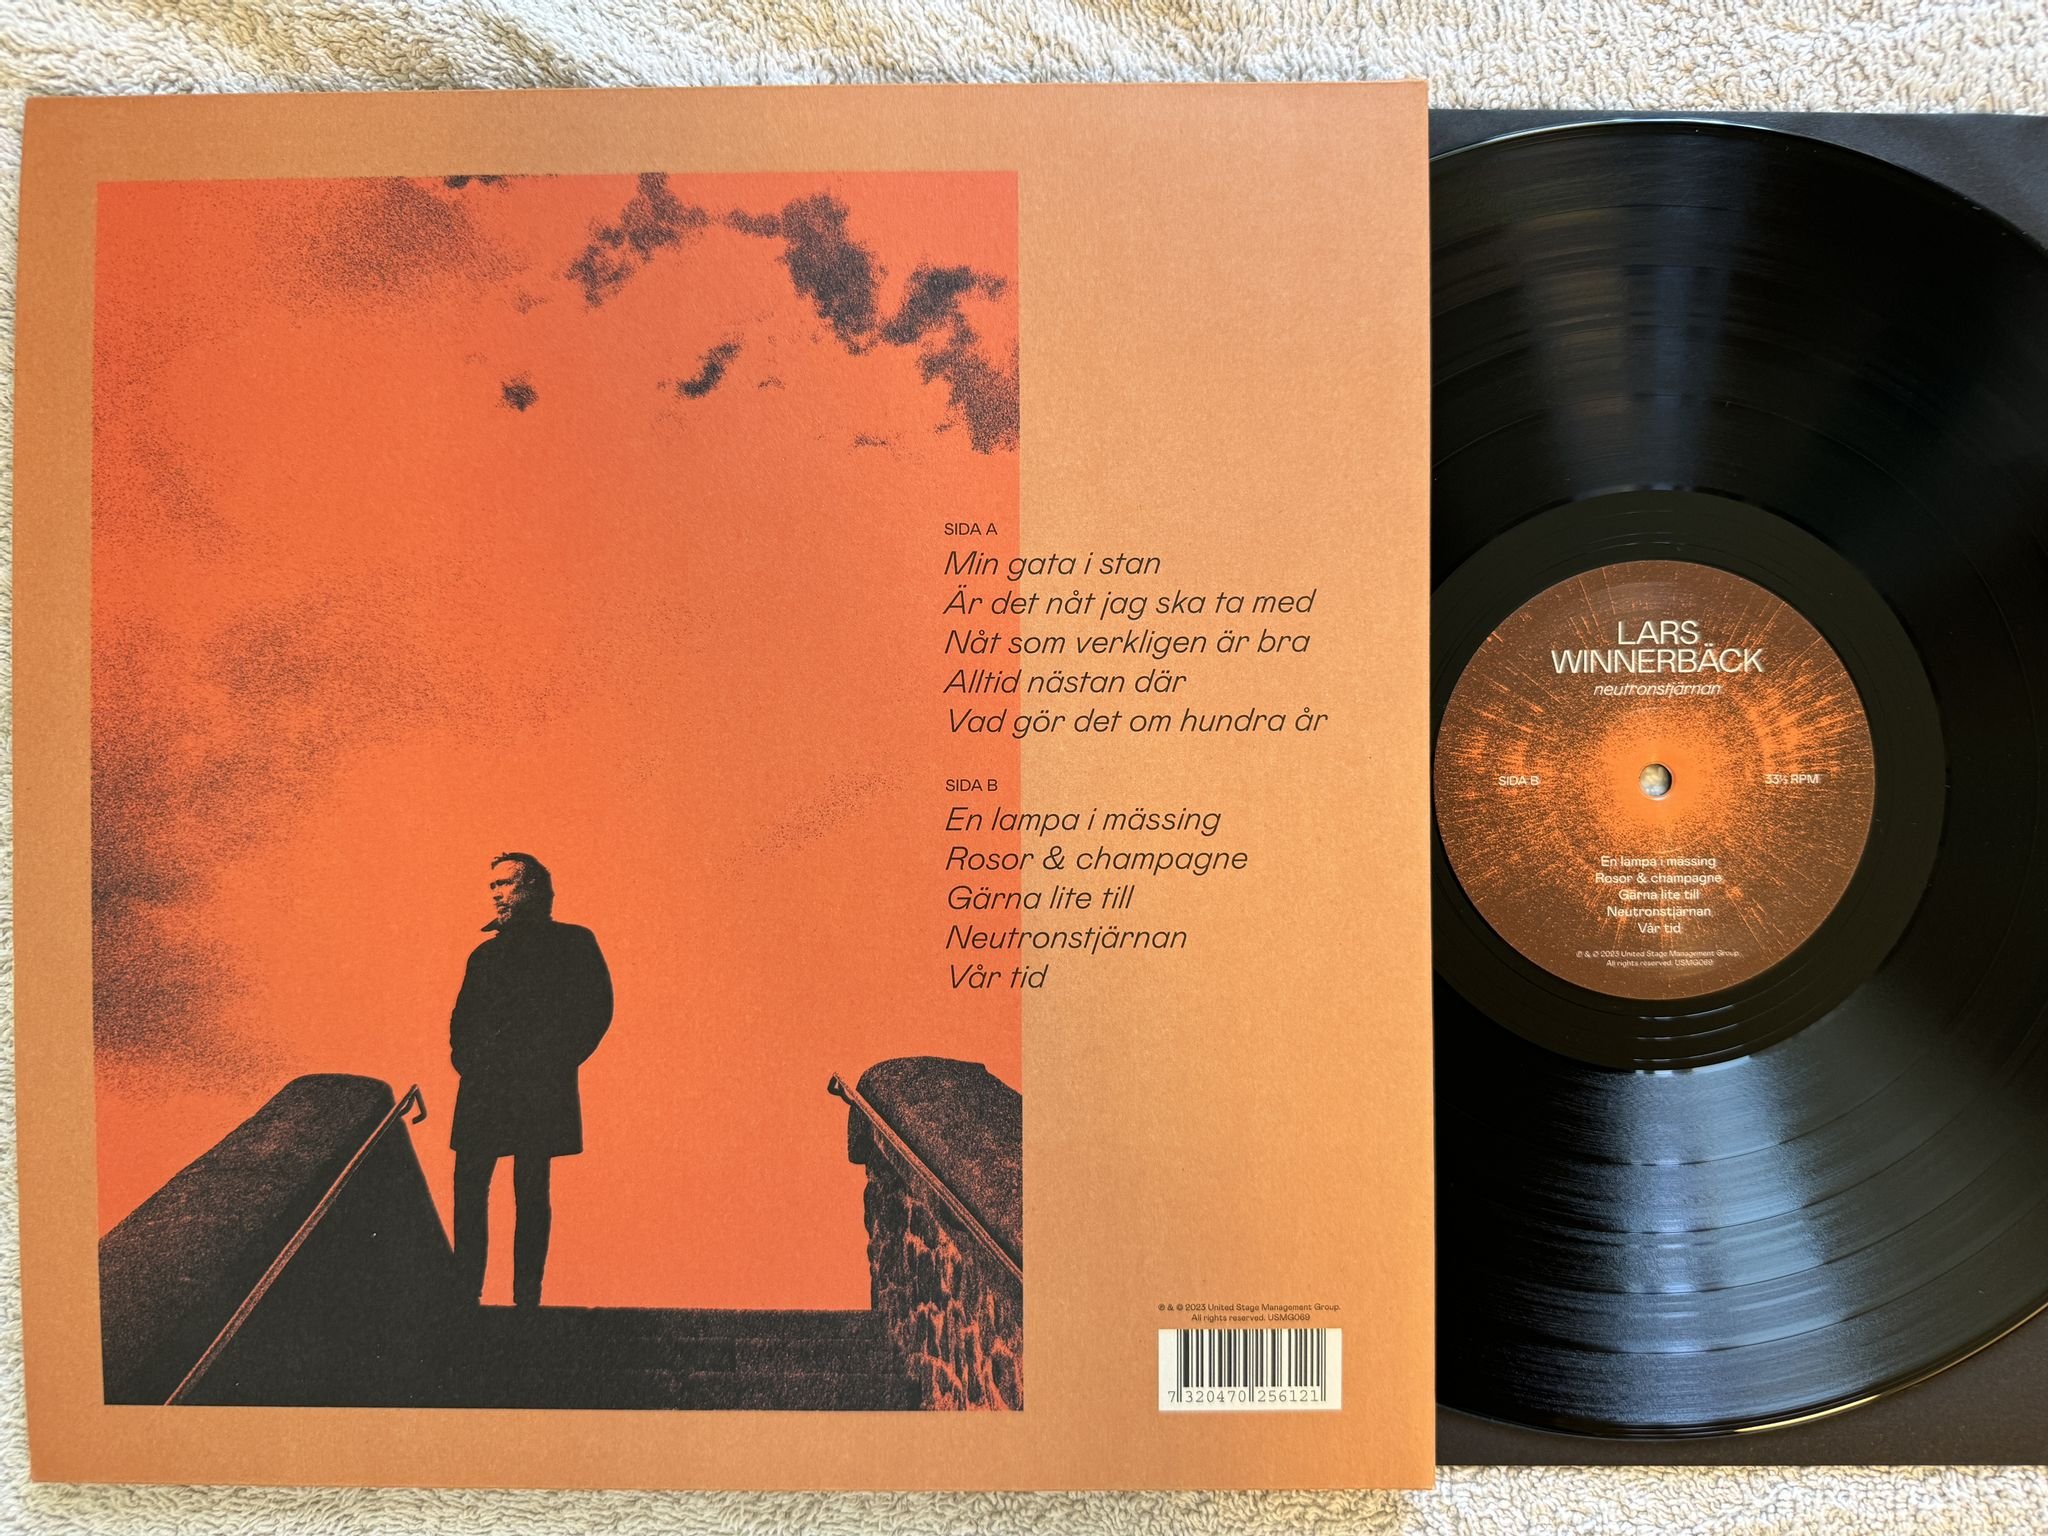 SIDA A
Min gata i stan
Är det nåt jag ska ta med
Nåt som verkligen är bra
Alltid nästan där
Vad gör det om hundra år
SIDA B
En lampa i mässing
Rosor & champagne
Gärna lite till
Neutronstjärnan
Vår tid
℗ & © 2023 United Stage Management Group.
All rights reserved. USMG069
7 320470 256121
LARS
WINNERBÄCK
neutronstjärnan
SIDA B
33⅓ RPM
En lampa i mässing
Rosor & champagne
Gärna lite till
Neutronstjärnan
Vår tid
℗ & © 2023 United Stage Management Group.
All rights reserved. USMG069